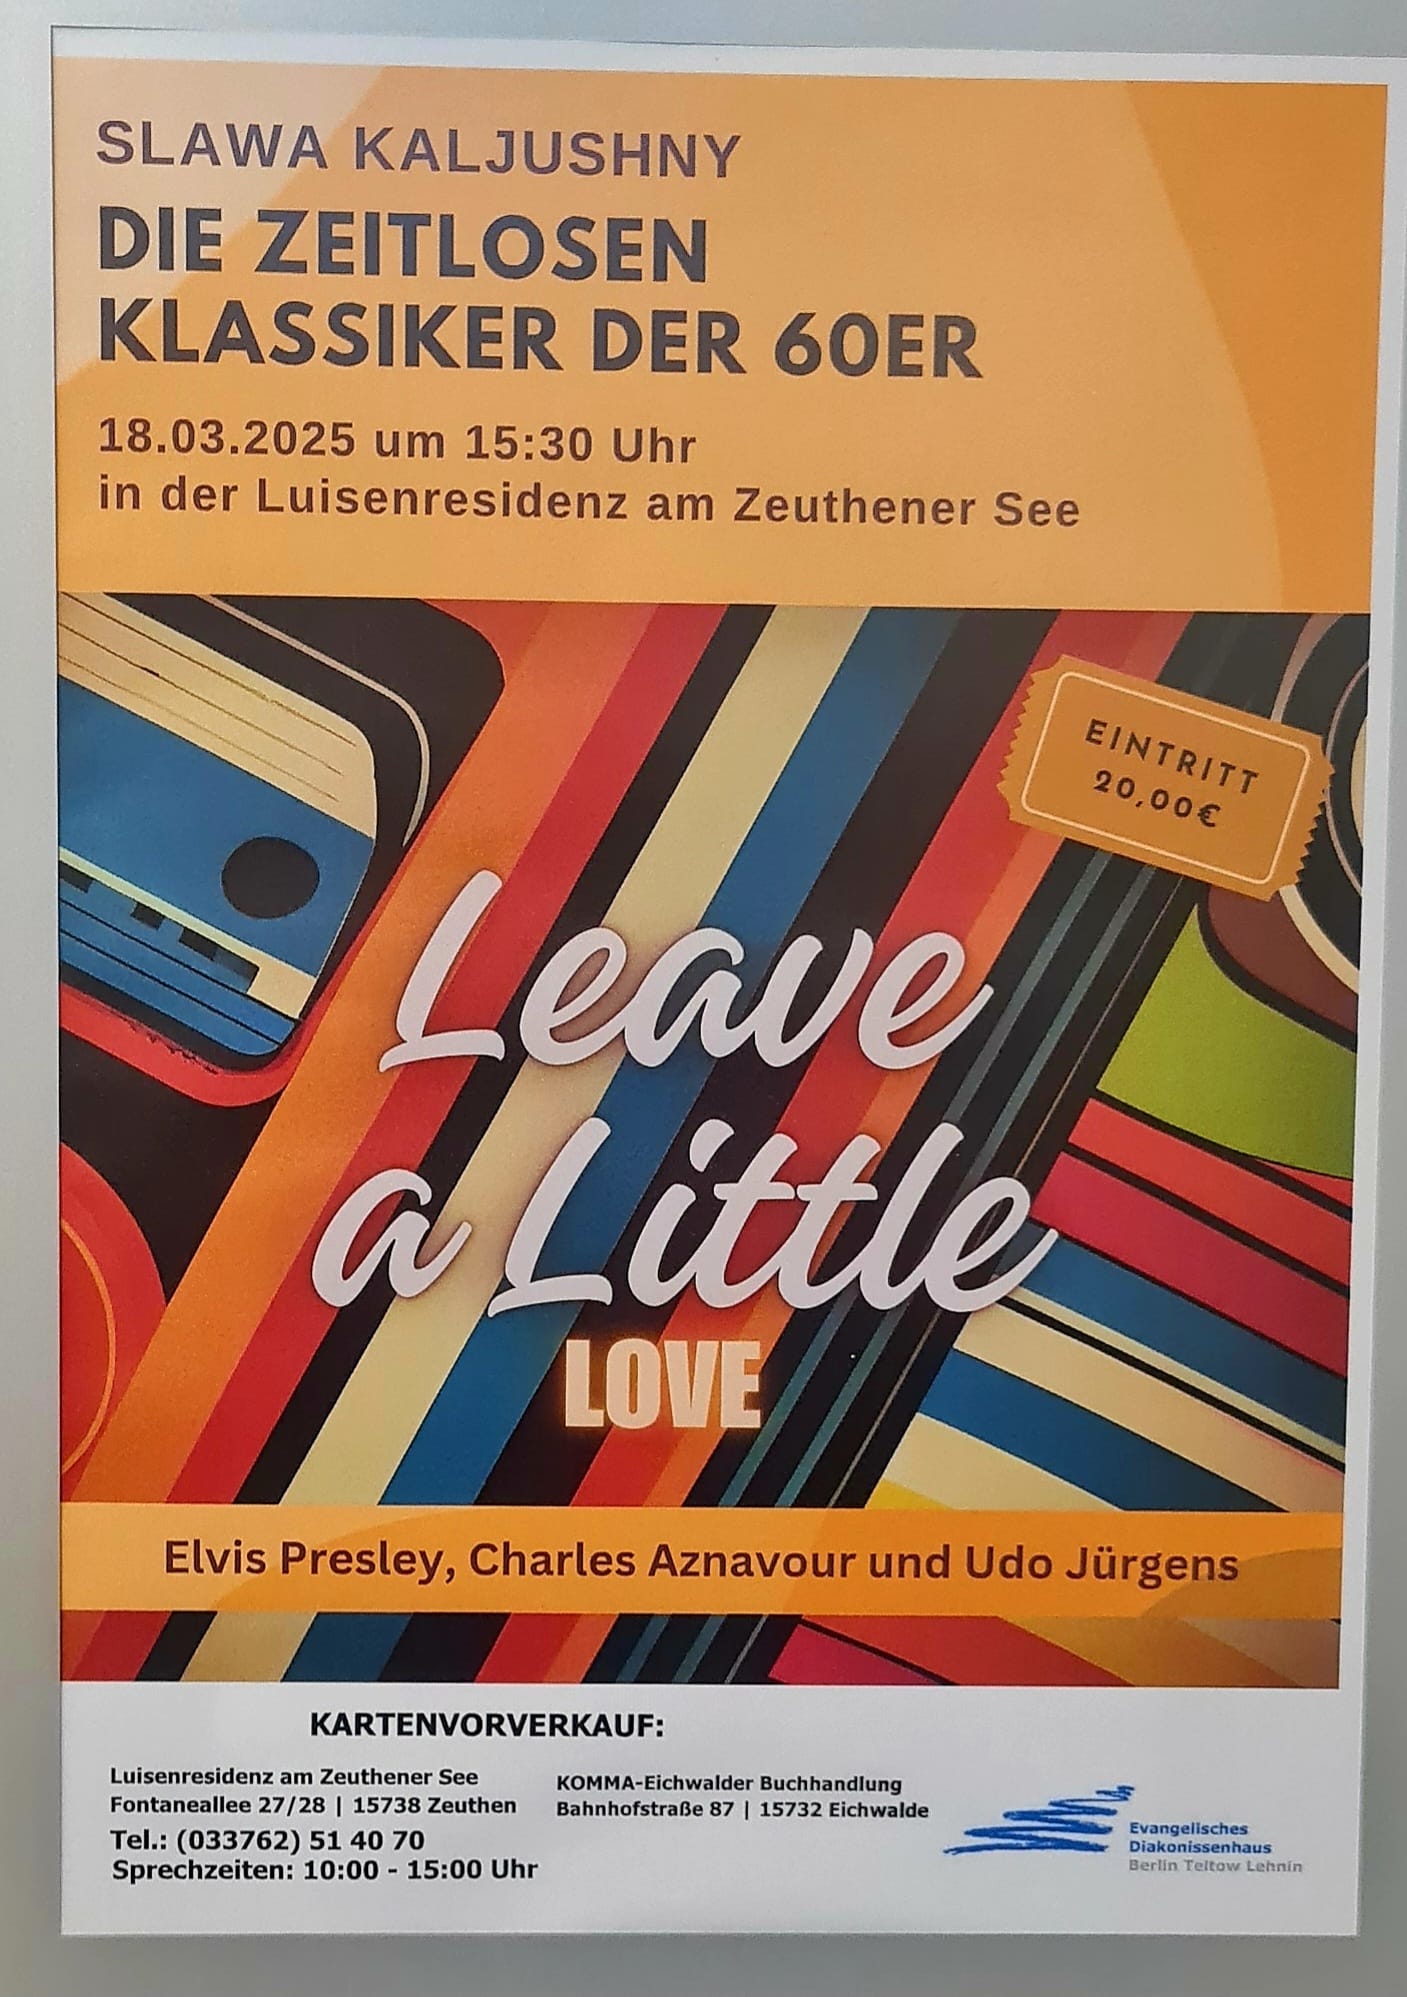 SLAWA KALJUSHNY
DIE ZEITLOSEN
KLASSIKER DER 60ER
18.03.2025 um 15:30 Uhr
in der Luisenresidenz am Zeuthener See
EINTRITT
20,00€
Leave
a Little
LOVE
Elvis Presley, Charles Aznavour und Udo Jürgens
KARTENVORVERKAUF:
Luisenresidenz am Zeuthener See
Fontaneallee 27/28 | 15738 Zeuthen
Tel.: (033762) 51 40 70
Sprechzeiten: 10:00 - 15:00 Uhr
KOMMA-Eichwalder Buchhandlung
Bahnhofstraße 87 | 15732 Eichwalde
Evangelisches
Diakonissenhaus
Berlin Teltow Lehnin